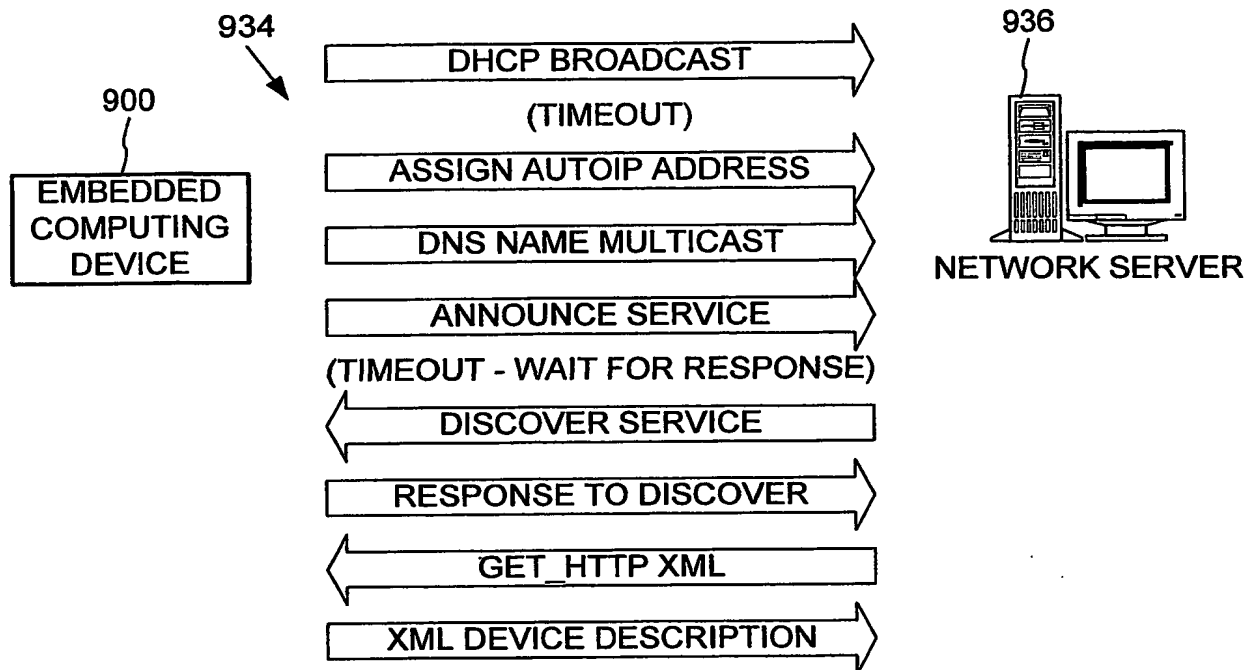 934
DHCP BROADCAST
936
900
(TIMEOUT)
EMBEDDED
COMPUTING
DEVICE
ASSIGN AUTOIP ADDRESS
DNS NAME MULTICAST
NETWORK SERVER
ANNOUNCE SERVICE
(TIMEOUT - WAIT FOR RESPONSE)
DISCOVER SERVICE
RESPONSE TO DISCOVER
GET_HTTP XML
XML DEVICE DESCRIPTION